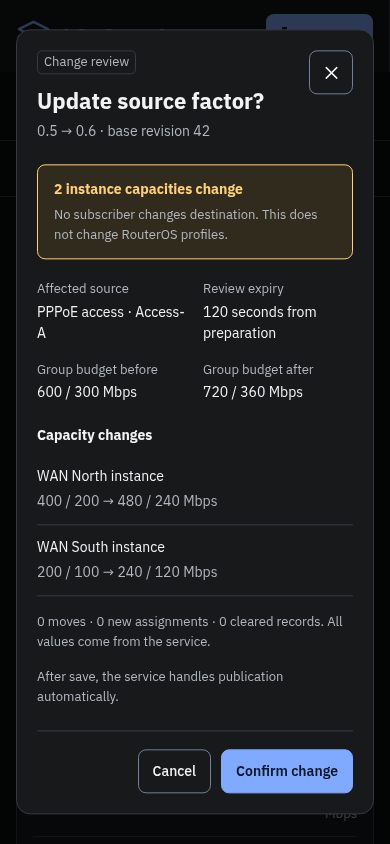 Change review
Update source factor?
0.5 → 0.6 · base revision 42
2 instance capacities change
No subscriber changes destination. This does
not change RouterOS profiles.
Affected source
PPPoE access · Access-
A
Review expiry
120 seconds from
preparation
Group budget before
600 / 300 Mbps
Group budget after
720 / 360 Mbps
Capacity changes
WAN North instance
400 / 200 → 480 / 240 Mbps
WAN South instance
200 / 100 → 240 / 120 Mbps
0 moves · 0 new assignments · 0 cleared records. All
values come from the service.
After save, the service handles publication
automatically.
Cancel
Confirm change
Mbps